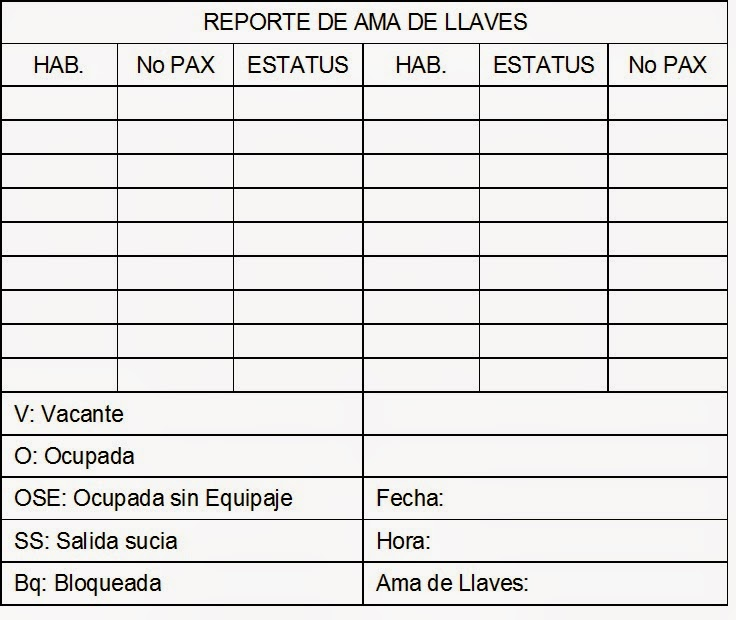 REPORTE DE AMA DE LLAVES
HAB. No PAX ESTATUS HAB. ESTATUS No PAX
V: Vacante
O: Ocupada
OSE: Ocupada sin Equipaje Fecha:
SS: Salida sucia Hora:
Bq: Bloqueada Ama de Llaves: